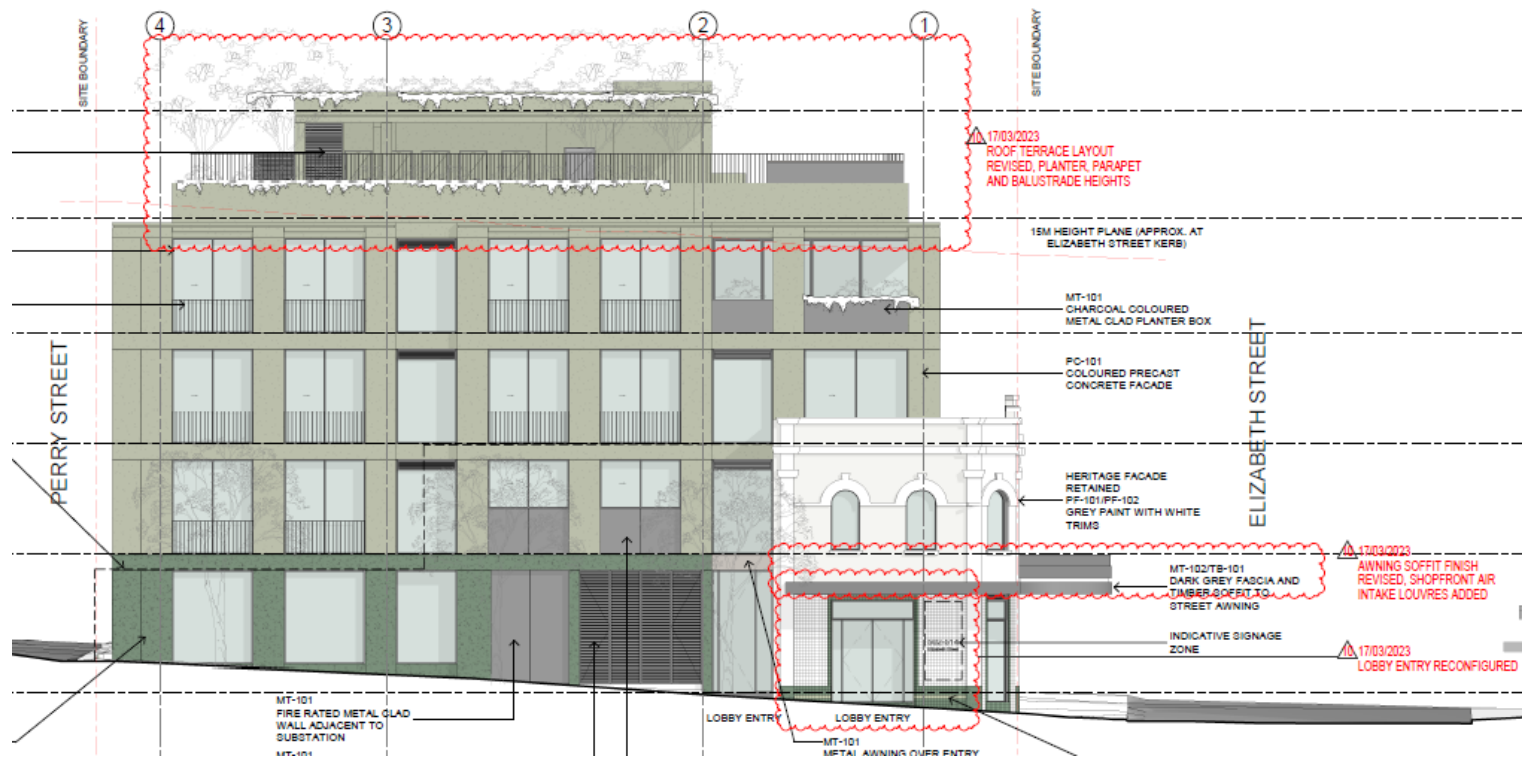 4
3
2
1
SITE BOUNDARY
SITE BOUNDARY
10 17/03/2023
ROOF TERRACE LAYOUT
REVISED, PLANTER, PARAPET
AND BALUSTRADE HEIGHTS
15M HEIGHT PLANE (APPROX. AT
ELIZABETH STREET KERB)
MT-101
CHARCOAL COLOURED
METAL CLAD PLANTER BOX
PC-101
COLOURED PRECAST
CONCRETE FACADE
PERRY STREET
ELIZABETH STREET
HERITAGE FACADE
RETAINED
PF-101/PF-102
GREY PAINT WITH WHITE
TRIMS
10 17/03/2023
AWNING SOFFIT FINISH
REVISED, SHOPFRONT AIR
INTAKE LOUVRES ADDED
MT-102/TB-101
DARK GREY FASCIA AND
TIMBER SOFFIT TO
STREET AWNING
INDICATIVE SIGNAGE
ZONE
10 17/03/2023
LOBBY ENTRY RECONFIGURED
MT-101
FIRE RATED METAL CLAD
WALL ADJACENT TO
SUBSTATION
LOBBY ENTRY
LOBBY ENTRY
MT-101
METAL AWNING OVER ENTRY
MT-101